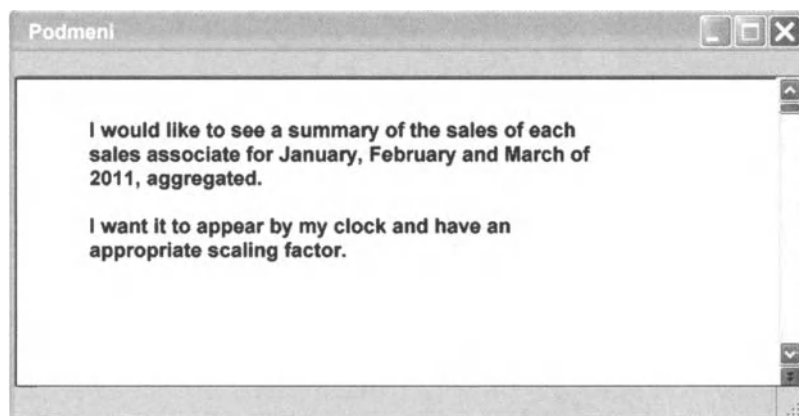 Podmeni
I would like to see a summary of the sales of each
sales associate for January, February and March of
2011, aggregated.
I want it to appear by my clock and have an
appropriate scaling factor.